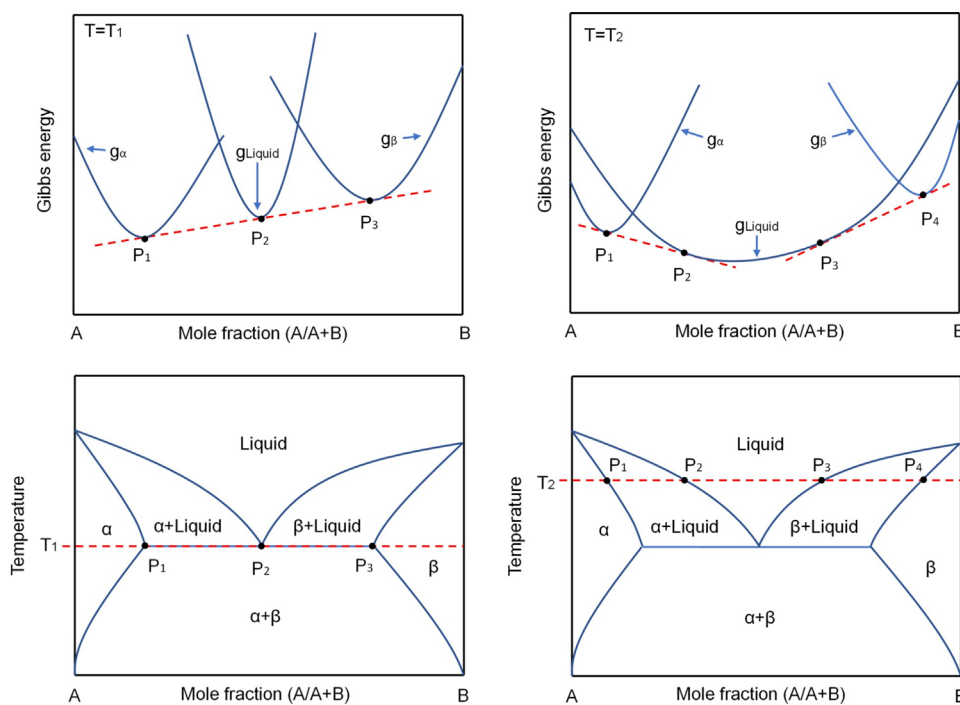 T=T1
gα
gLiquid
gβ
P1
P2
P3
Gibbs energy
A
Mole fraction (A/A+B)
B
T=T2
gα
gβ
gLiquid
P1
P2
P3
P4
Gibbs energy
A
Mole fraction (A/A+B)
B
Liquid
α
α+Liquid
β+Liquid
T1
P1
P2
P3
β
α+β
Temperature
A
Mole fraction (A/A+B)
B
Liquid
T2
P1
P2
P3
P4
α+Liquid
β+Liquid
α
β
α+β
Temperature
A
Mole fraction (A/A+B)